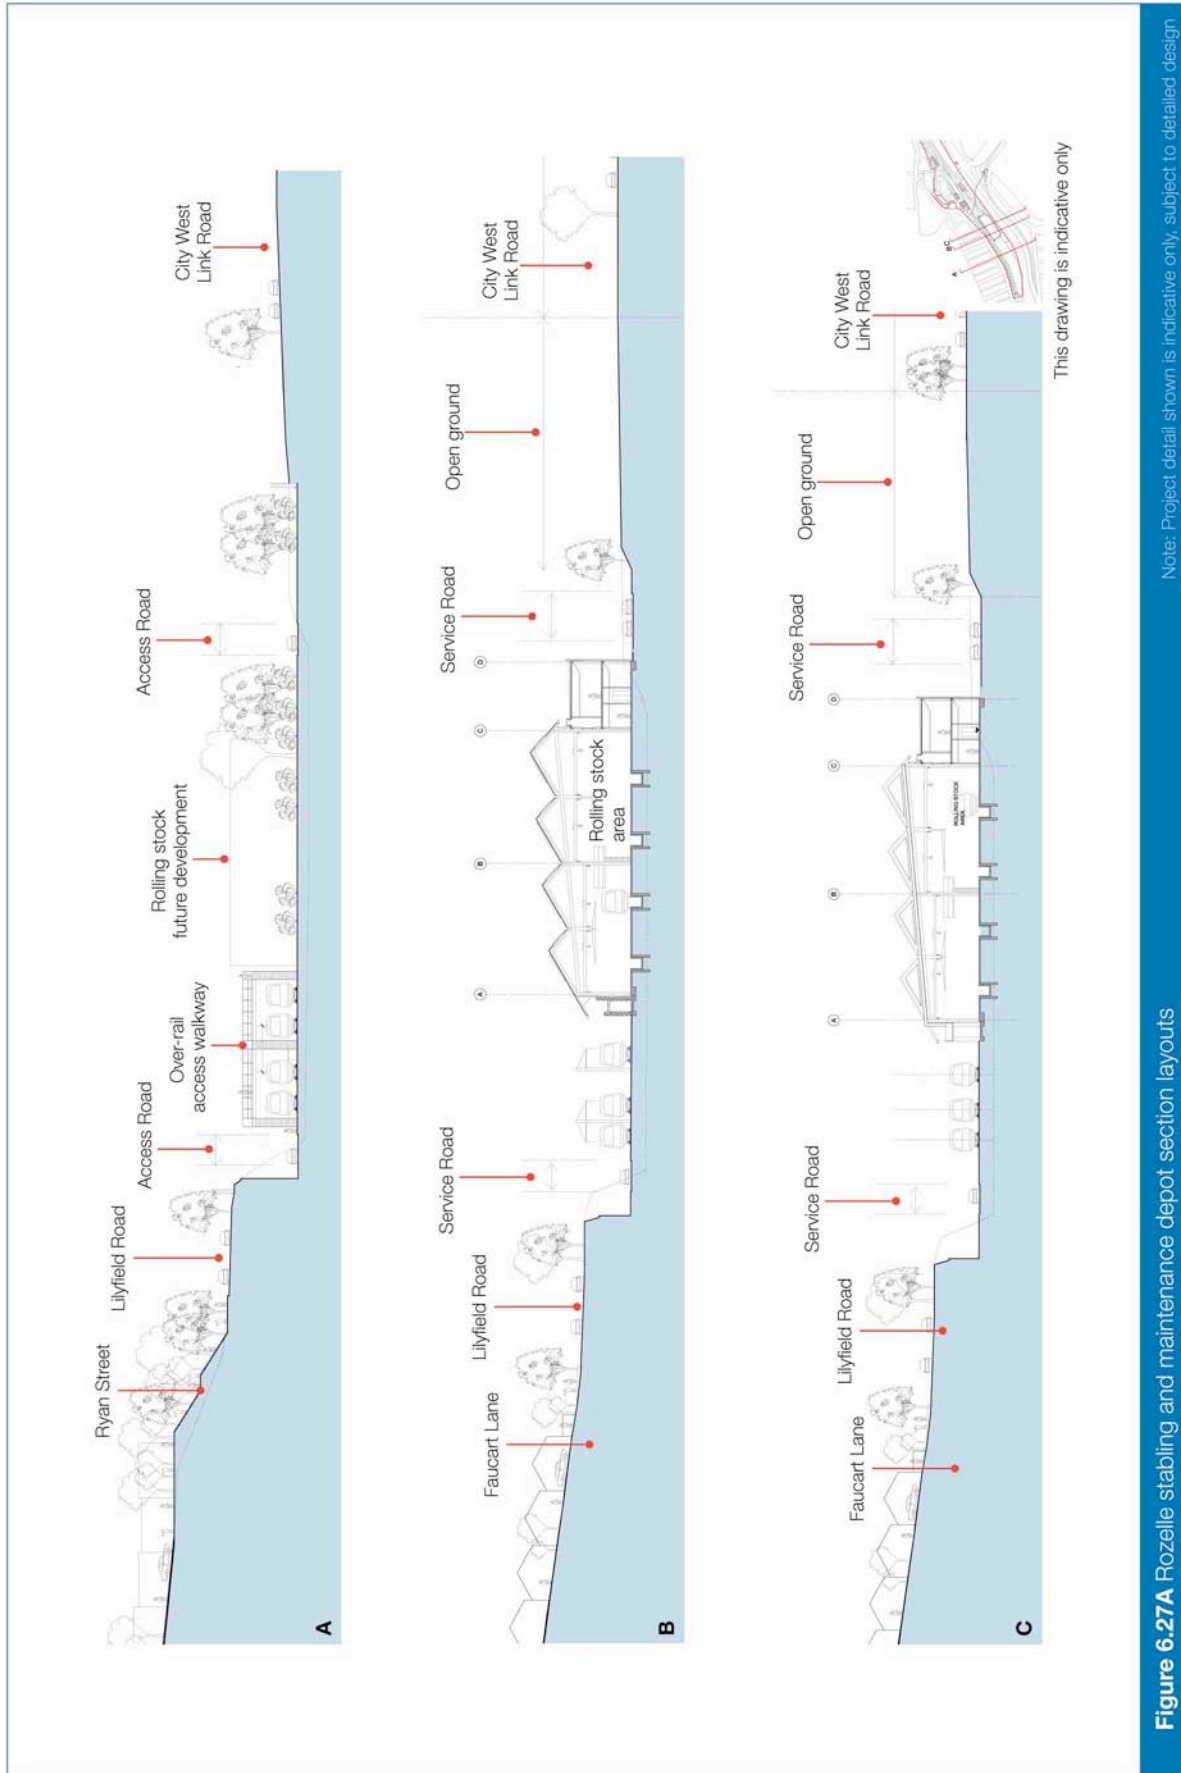 Ryan Street
Lilyfield Road
Access Road
Over-rail
access walkway
Rolling stock
future development
Access Road
City West
Link Road
A
Faucart Lane
Lilyfield Road
Service Road
A
B
C
D
Rolling stock
area
Service Road
Open ground
City West
Link Road
B
Faucart Lane
Lilyfield Road
Service Road
A
B
C
D
ROLLING STOCK
AREA
Service Road
Open ground
City West
Link Road
C
A
B C
This drawing is indicative only
Figure 6.27A Rozelle stabling and maintenance depot section layouts
Note: Project detail shown is indicative only, subject to detailed design